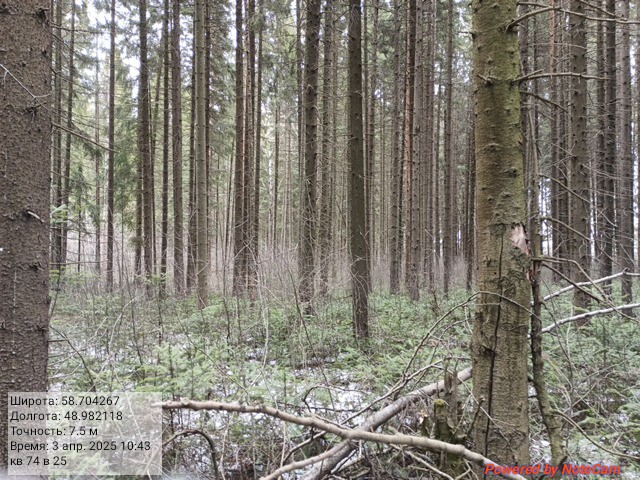 Широта: 58.704267
Долгота: 48.982118
Точность: 7.5 м
Время: 3 апр. 2025 10:43
кв 74 в 25
Powered by NoteCam